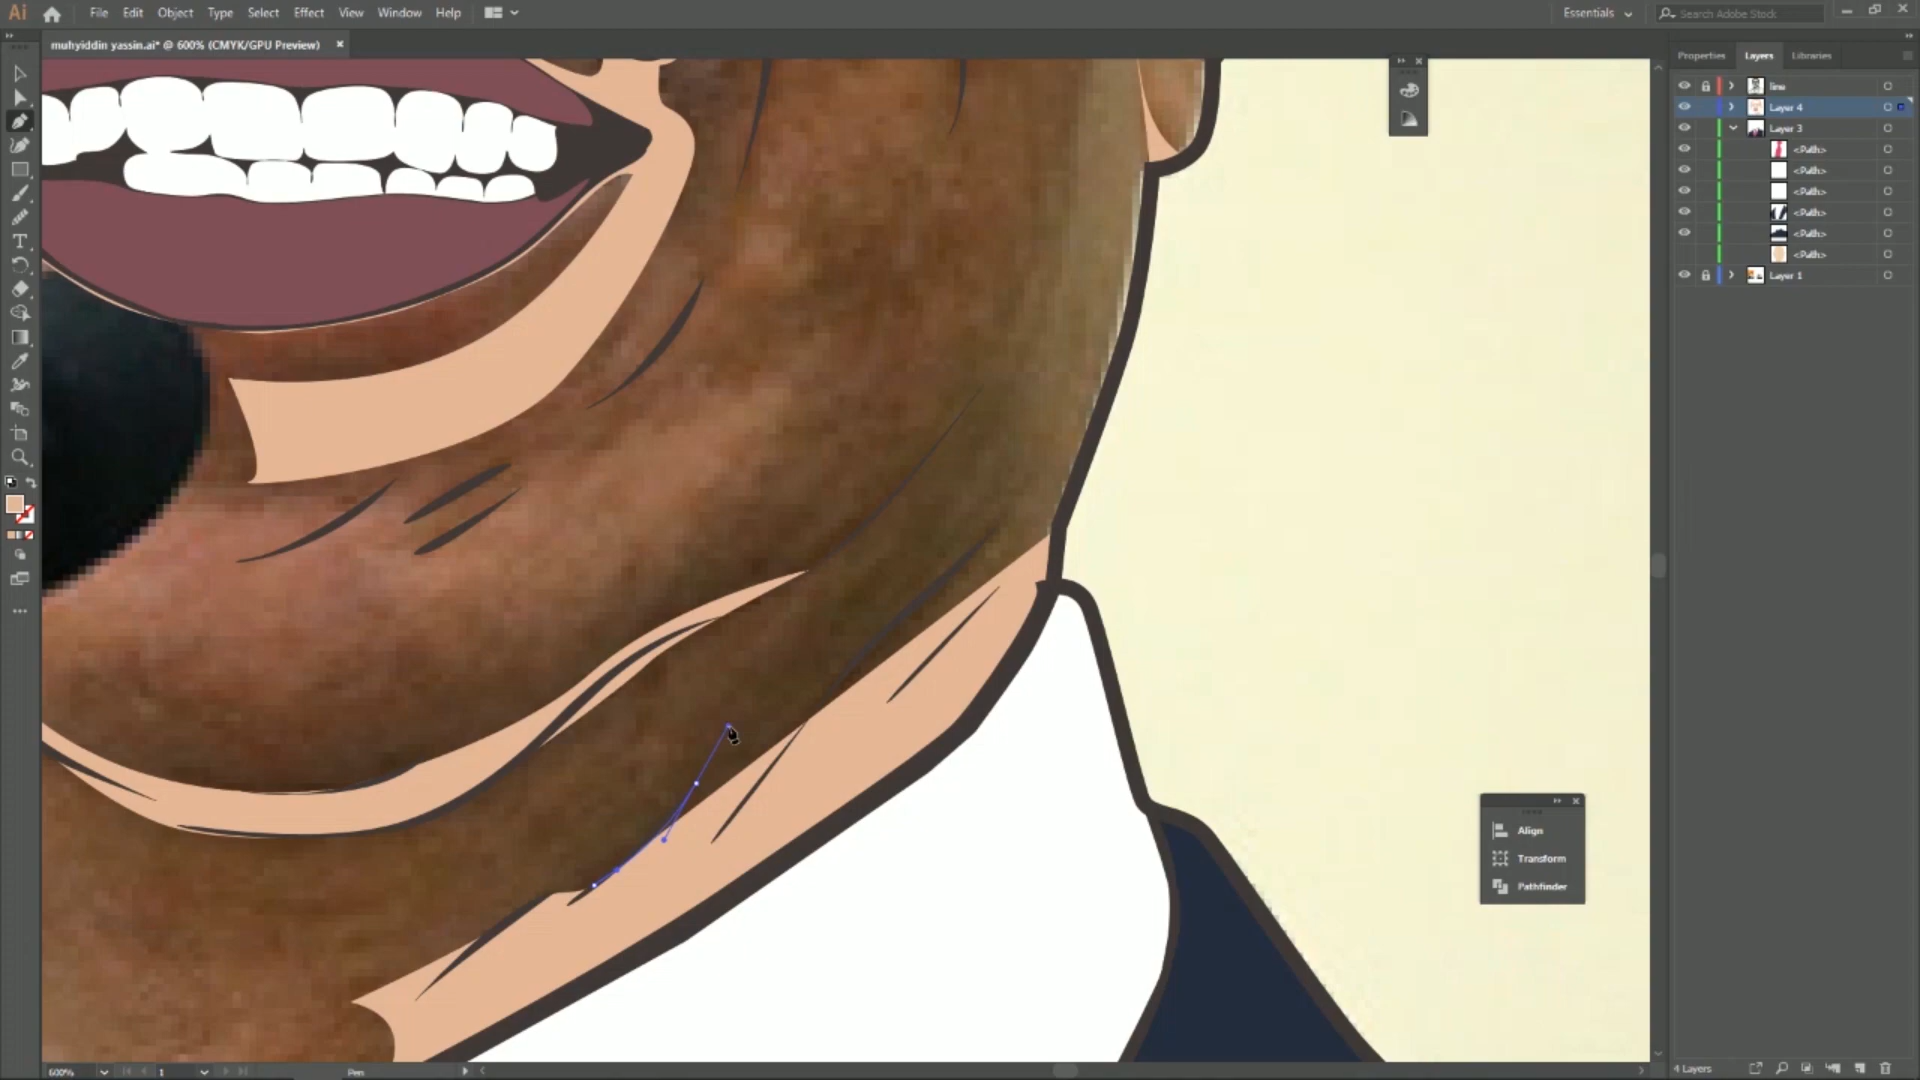 Ai File Edit Object Type Select Effect View Window Help Essentials Search Adobe Stock
muhyiddin yassin.ai* @ 600% (CMYK/GPU Preview)
Properties Layers Libraries
line
Layer 4
Layer 3
<Path>
<Path>
<Path>
<Path>
<Path>
<Path>
Layer 1
Align
Transform
Pathfinder
600% 1 Pen 4 Layers